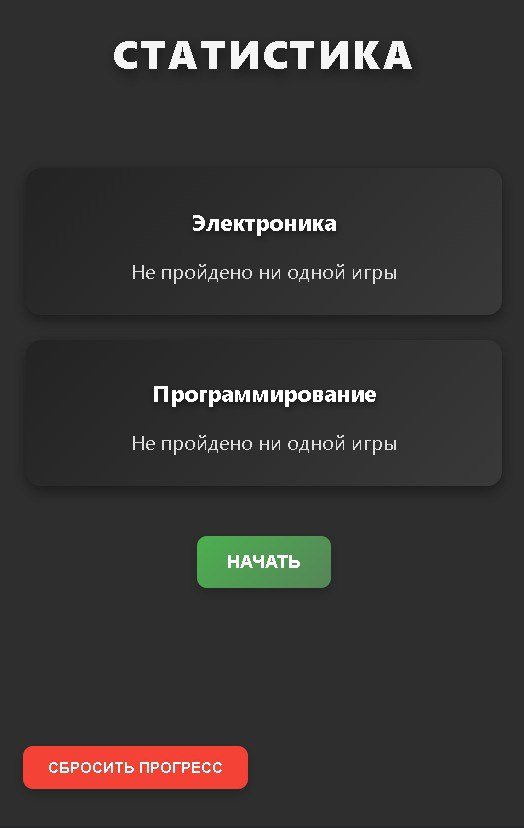 СТАТИСТИКА
Электроника
Не пройдено ни одной игры
Программирование
Не пройдено ни одной игры
НАЧАТЬ
СБРОСИТЬ ПРОГРЕСС